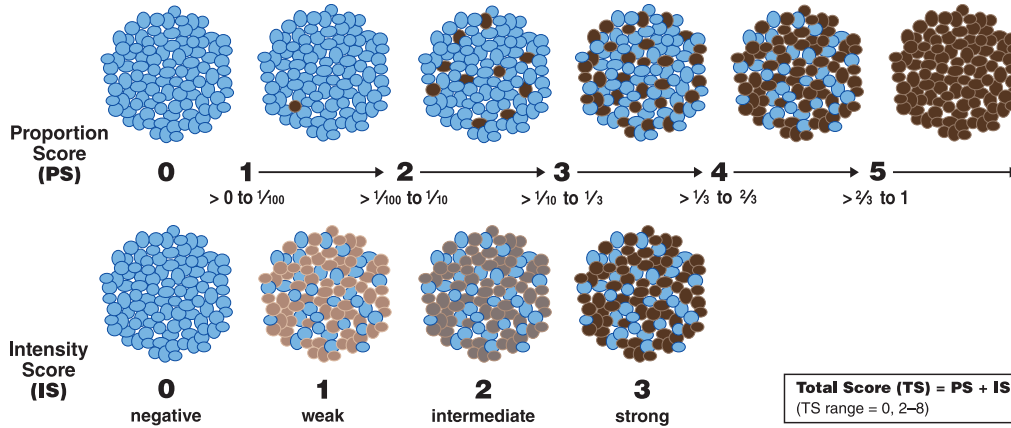 Proportion
Score
(PS)
0 1 2 3 4 5
> 0 to 1/100 > 1/100 to 1/10 > 1/10 to 1/3 > 1/3 to 2/3 > 2/3 to 1
Intensity
Score
(IS)
0 1 2 3
negative weak intermediate strong
Total Score (TS) = PS + IS
(TS range = 0, 2–8)